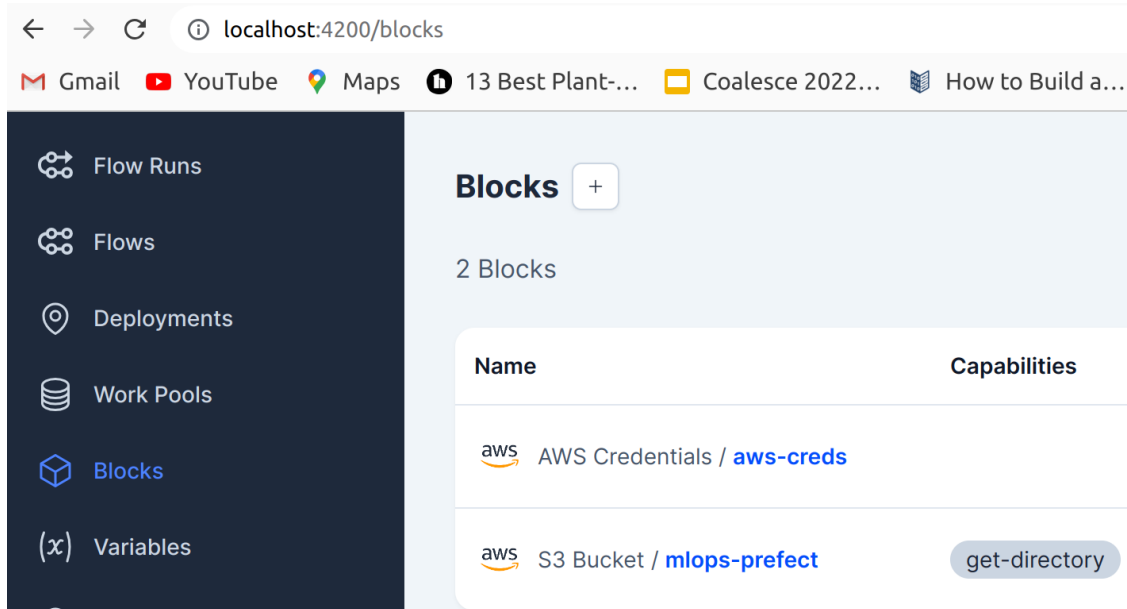 localhost:4200/blocks
Gmail YouTube Maps 13 Best Plant-... Coalesce 2022... How to Build a...
Flow Runs
Flows
Deployments
Work Pools
Blocks
(x) Variables
Blocks +
2 Blocks
Name Capabilities
aws AWS Credentials / aws-creds
aws S3 Bucket / mlops-prefect get-directory